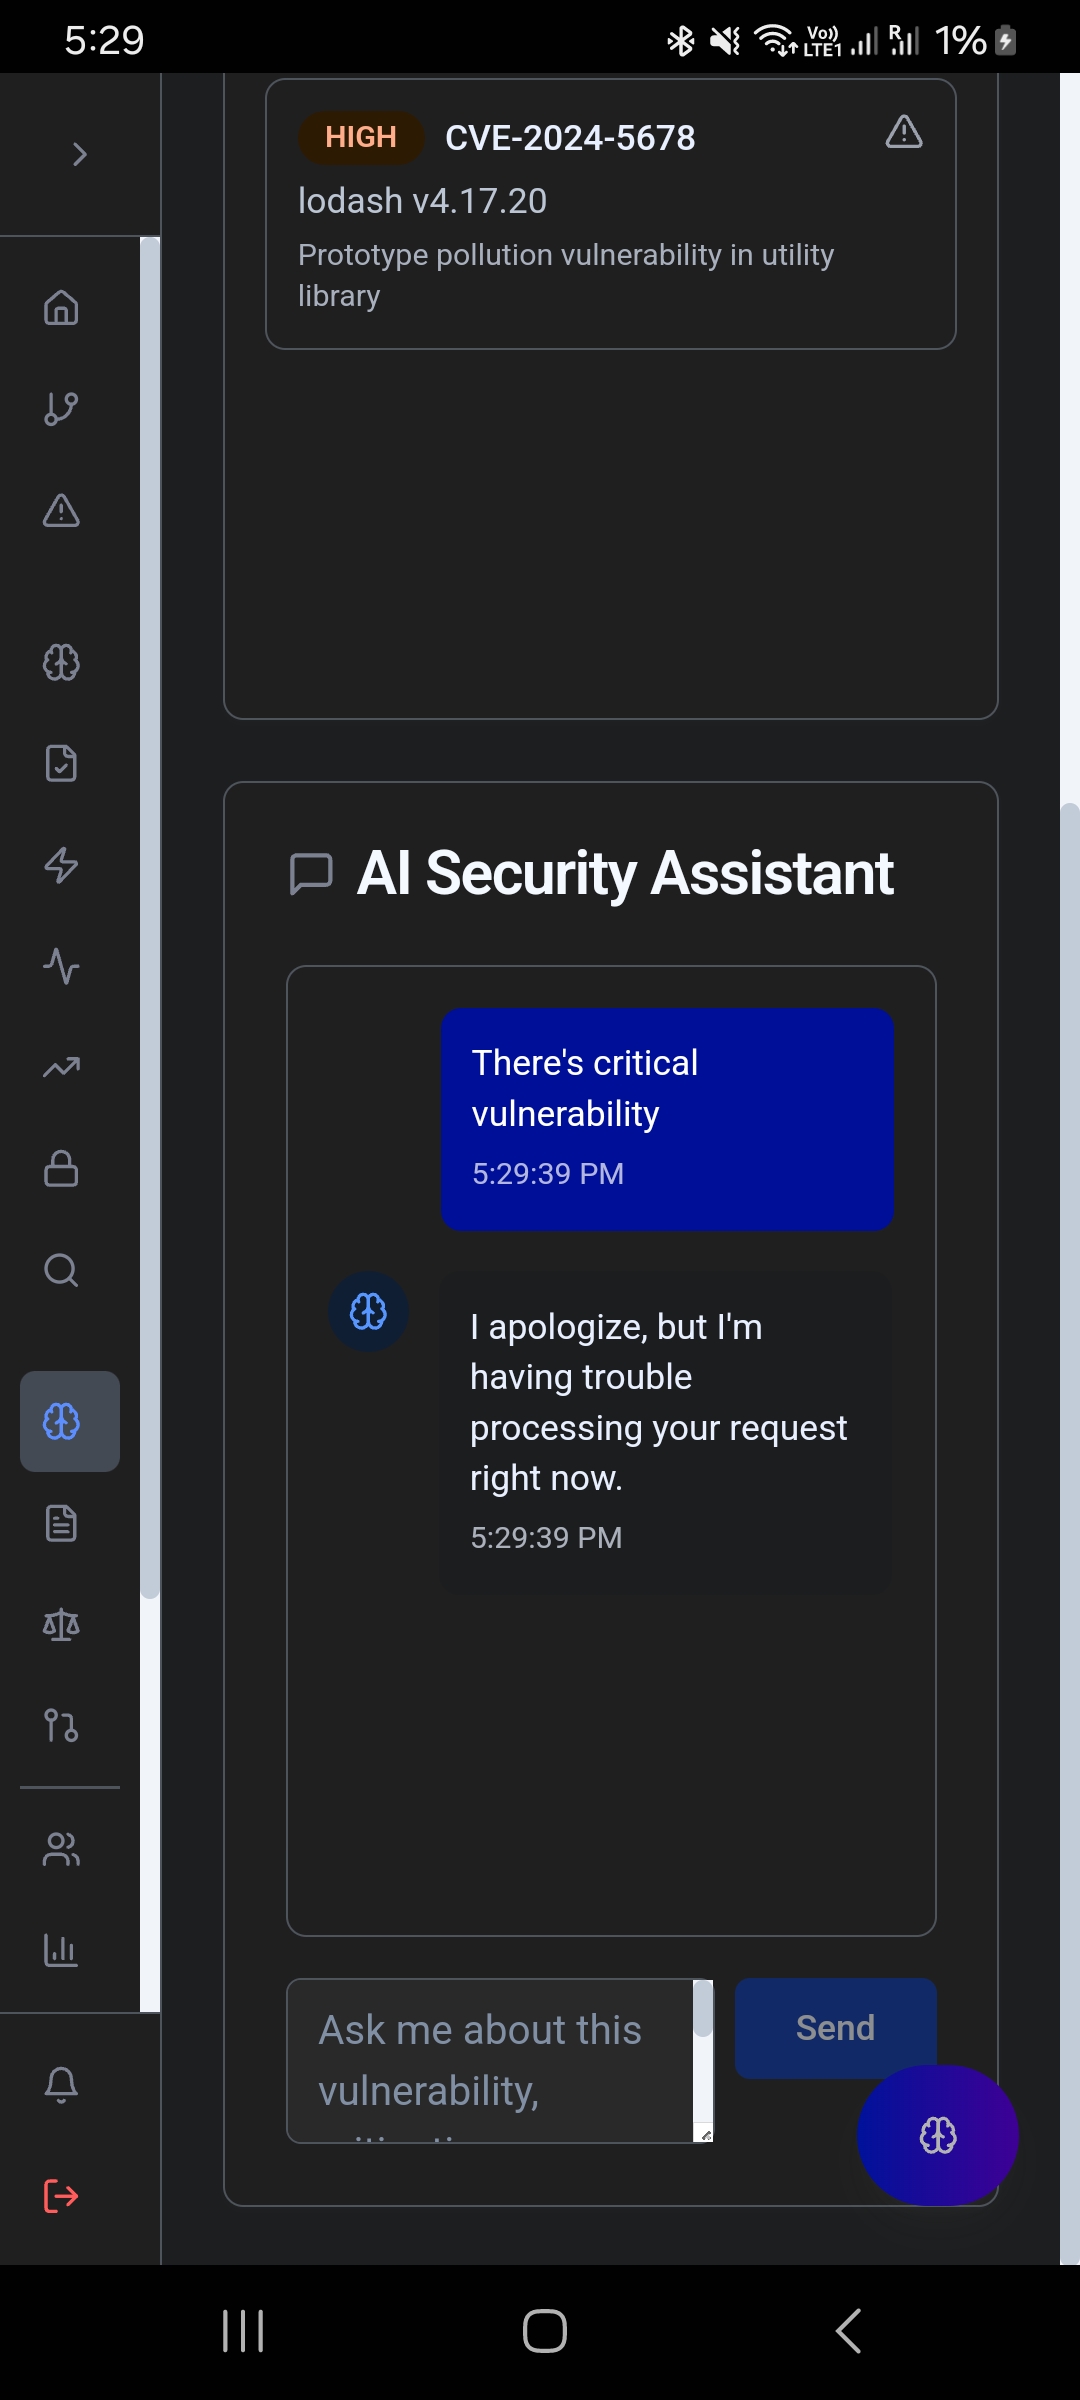 5:29
Vo))
LTE1
R
1%
HIGH CVE-2024-5678
lodash v4.17.20
Prototype pollution vulnerability in utility
library
AI Security Assistant
There's critical
vulnerability
5:29:39 PM
I apologize, but I'm
having trouble
processing your request
right now.
5:29:39 PM
Ask me about this
vulnerability,
Send